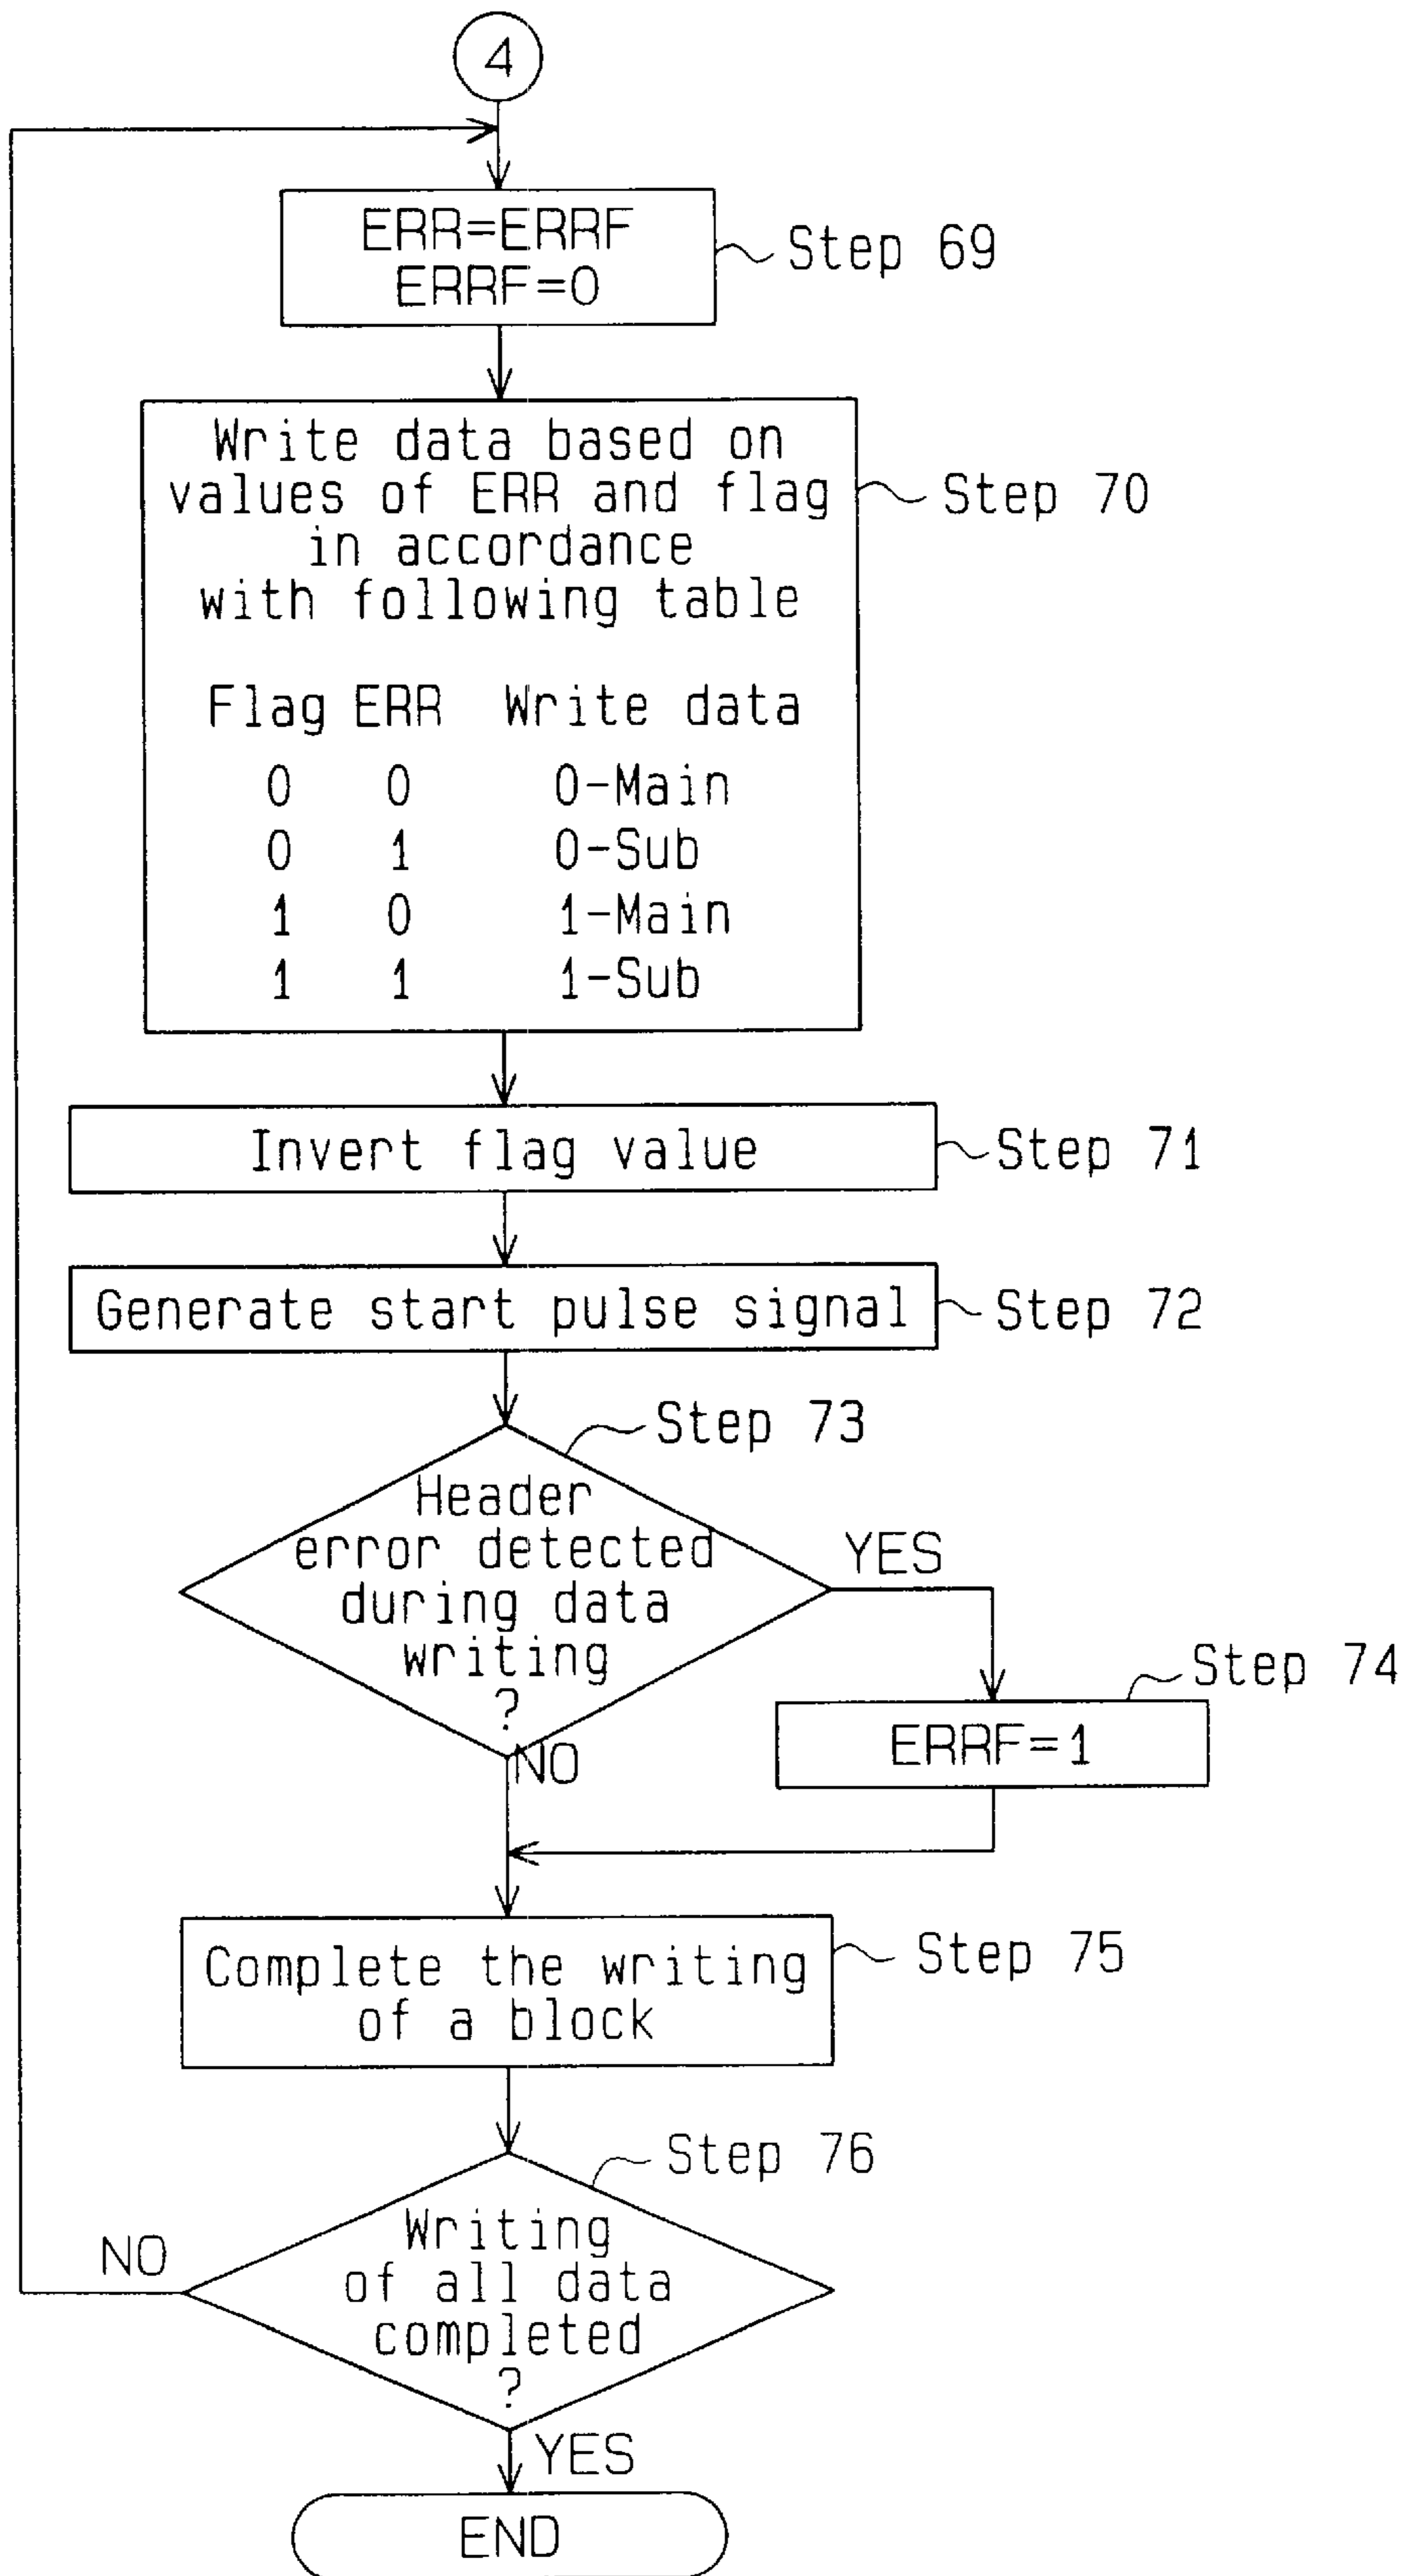 4
ERR=ERRF
ERRF=0
Step 69
Write data based on
values of ERR and flag
in accordance
with following table
Step 70
Flag ERR Write data
0 0 0-Main
0 1 0-Sub
1 0 1-Main
1 1 1-Sub
Invert flag value
Step 71
Generate start pulse signal
Step 72
Step 73
Header
error detected
during data
writing
?
YES
NO
Step 74
ERRF=1
Complete the writing
of a block
Step 75
Step 76
Writing
of all data
completed
?
NO
YES
END